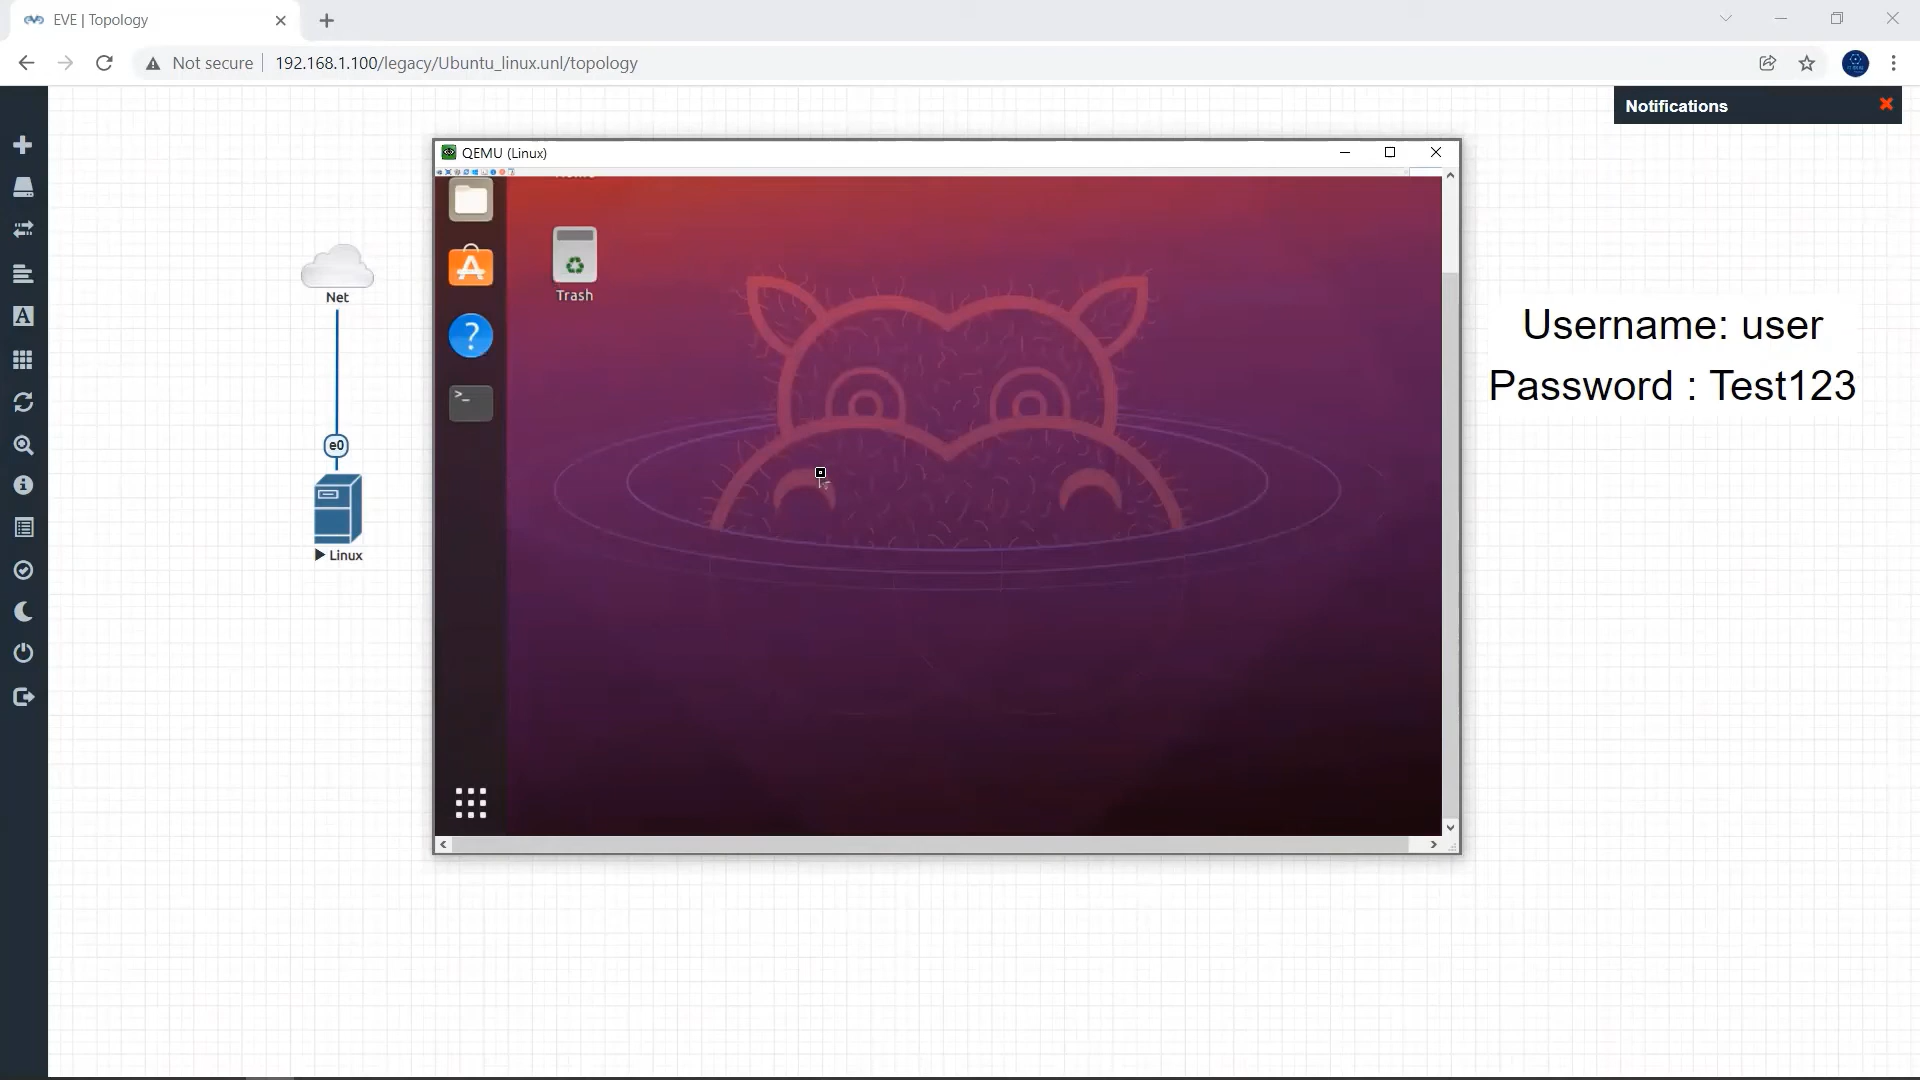 EVE | Topology
Not secure
192.168.1.100/legacy/Ubuntu_linux.unl/topology
Notifications
QEMU (Linux)
Trash
Net
e0
Linux
Username: user
Password : Test123